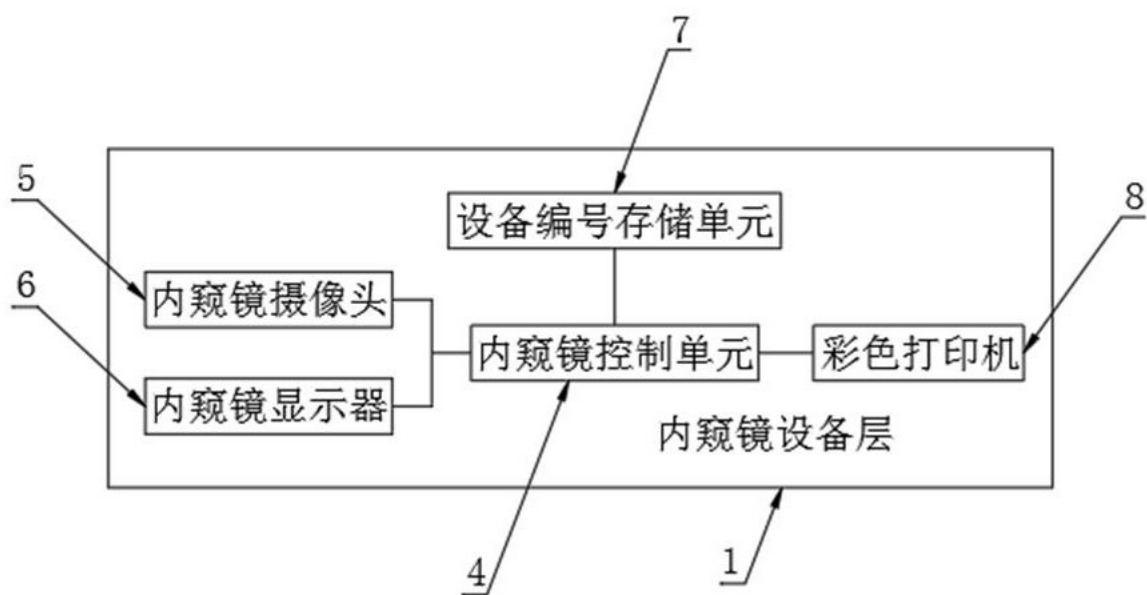 7
5
设备编号存储单元
8
6
内窥镜摄像头
内窥镜控制单元
彩色打印机
内窥镜显示器
内窥镜设备层
4
1